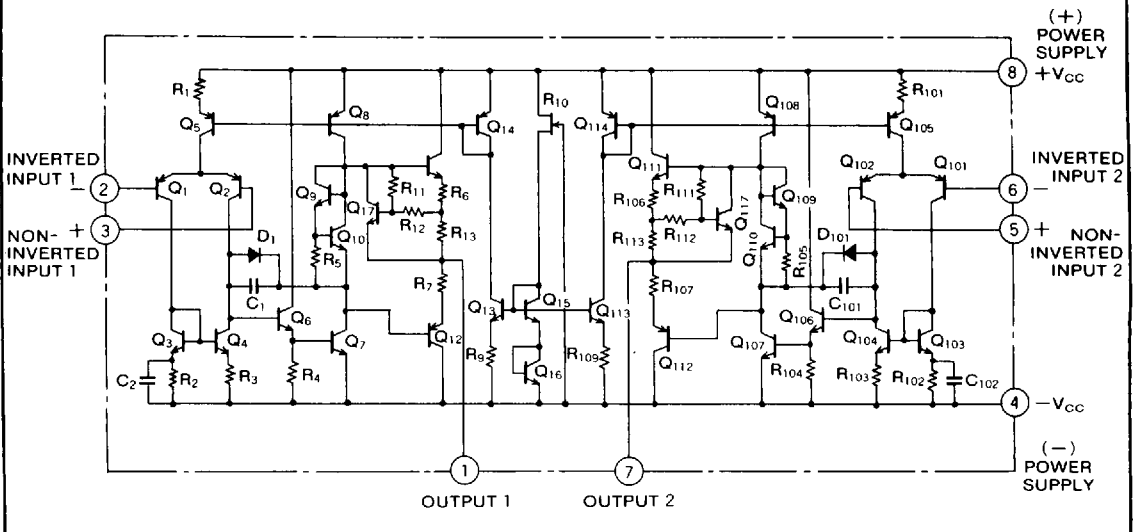 (+)
POWER
SUPPLY
8 +VCC
R1
Q5
Q8
Q14
R10
Q114
Q108
R101
Q105
INVERTED
INPUT 1
− 2
Q1
Q2
Q9
Q17
R11
R6
R12
Q111
R106
R111
Q117
R112
Q109
Q102
Q101
6 −
INVERTED
INPUT 2
+ 3
NON-
INVERTED
INPUT 1
D1
Q10
R5
R13
R113
Q110
R105
D101
5 +
NON-
INVERTED
INPUT 2
C1
R7
R107
C101
Q3
Q4
Q6
Q7
Q12
Q13
Q15
Q113
Q112
Q106
Q107
Q104
Q103
C2
R2
R3
R4
R9
Q16
R109
R104
R103
R102
C102
4 −VCC
1
OUTPUT 1
7
OUTPUT 2
(−)
POWER
SUPPLY